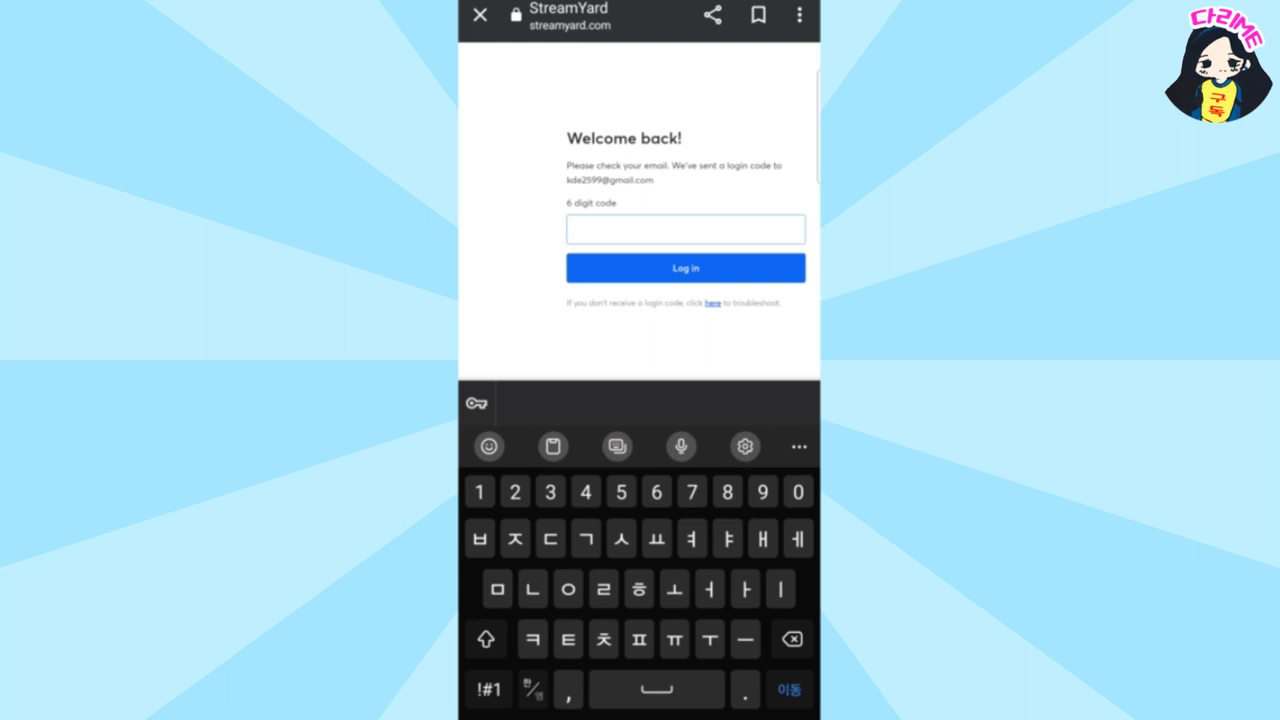 StreamYard
streamyard.com
다리ME
구독
Welcome back!
Please check your email. We've sent a login code to
kde2599@gmail.com
6 digit code
Log in
If you don't receive a login code, click here to troubleshoot.
1 2 3 4 5 6 7 8 9 0
ㅂ ㅈ ㄷ ㄱ ㅅ ㅛ ㅕ ㅑ ㅐ ㅔ
ㅁ ㄴ ㅇ ㄹ ㅎ ㅗ ㅓ ㅏ ㅣ
ㅋ ㅌ ㅊ ㅍ ㅠ ㅜ ㅡ
!#1 한/영 , . 이동